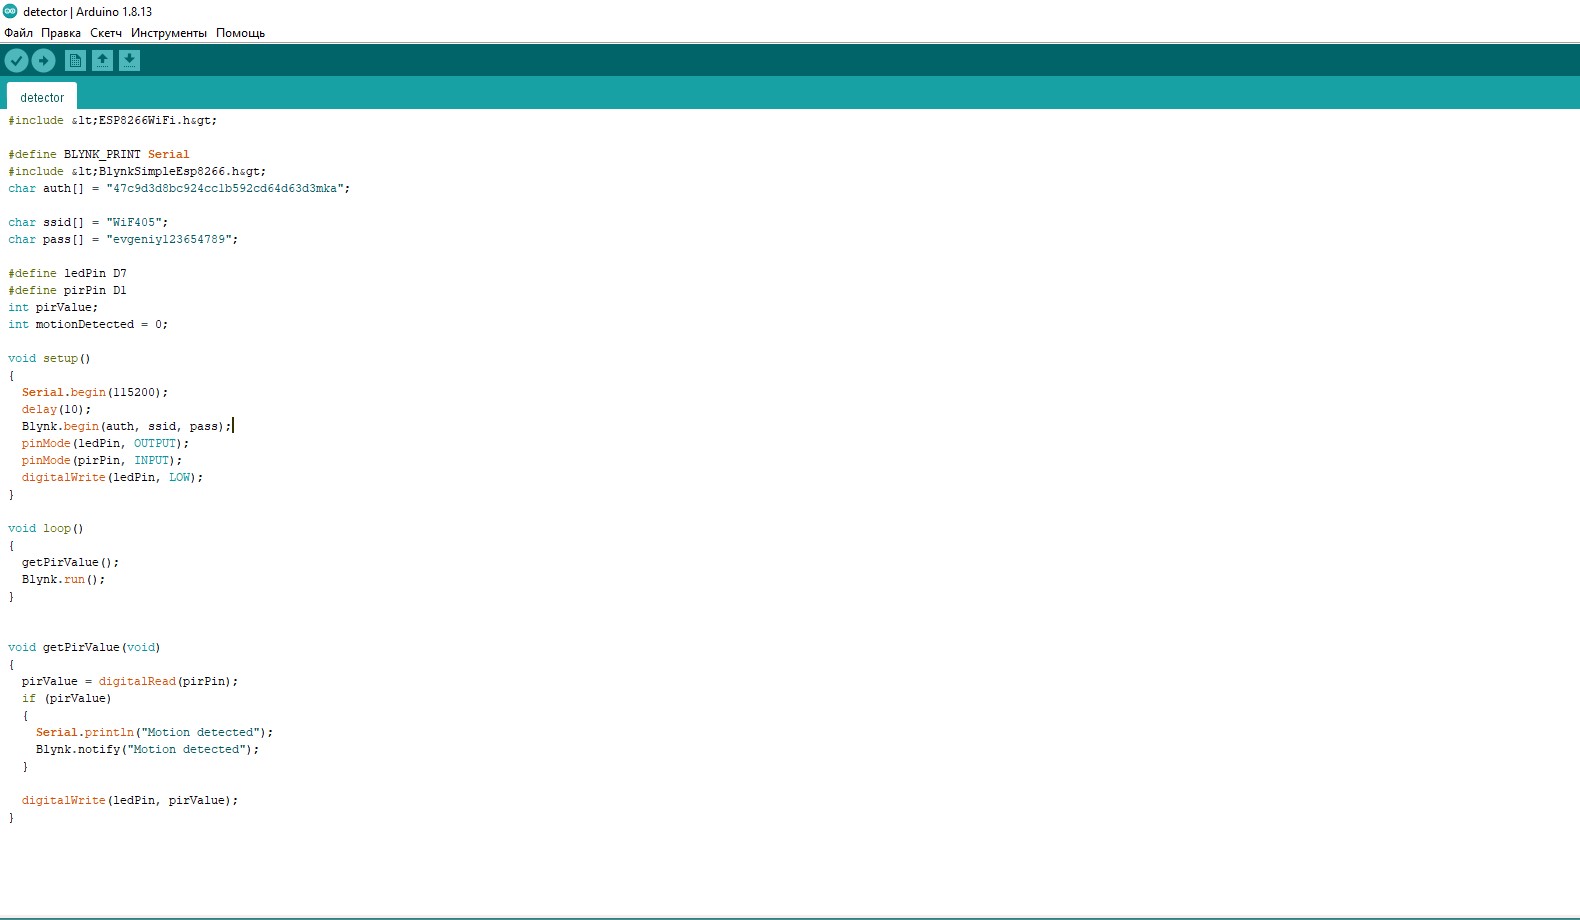 detector | Arduino 1.8.13
Файл Правка Скетч Инструменты Помощь
detector
#include &lt;ESP8266WiFi.h&gt;
#define BLYNK_PRINT Serial
#include &lt;BlynkSimpleEsp8266.h&gt;
char auth[] = "47c9d3d8bc924cc1b592cd64d63d3mka";
char ssid[] = "WiF405";
char pass[] = "evgeniy123654789";
#define ledPin D7
#define pirPin D1
int pirValue;
int motionDetected = 0;
void setup()
{
  Serial.begin(115200);
  delay(10);
  Blynk.begin(auth, ssid, pass);
  pinMode(ledPin, OUTPUT);
  pinMode(pirPin, INPUT);
  digitalWrite(ledPin, LOW);
}
void loop()
{
  getPirValue();
  Blynk.run();
}
void getPirValue(void)
{
  pirValue = digitalRead(pirPin);
  if (pirValue)
  {
    Serial.println("Motion detected");
    Blynk.notify("Motion detected");
  }
  digitalWrite(ledPin, pirValue);
}